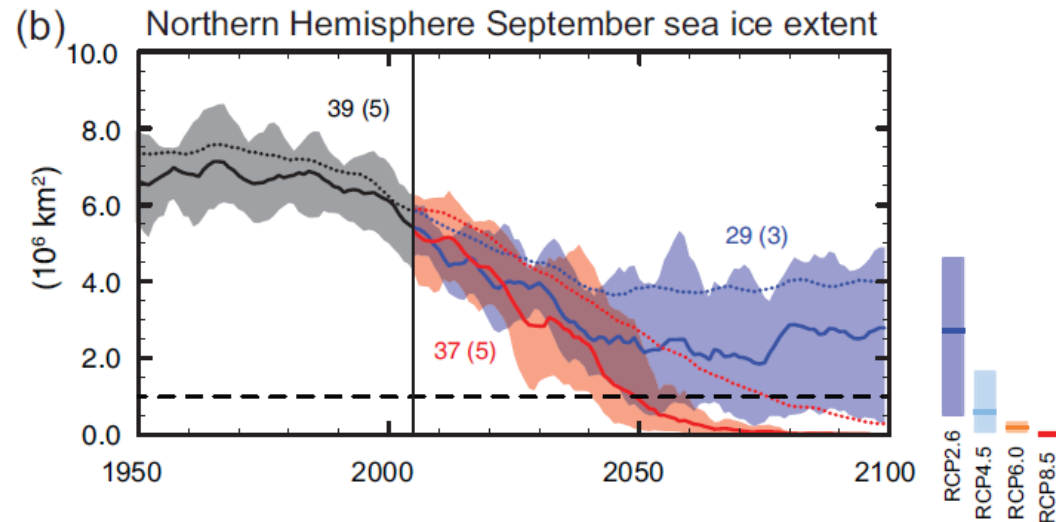 (b) Northern Hemisphere September sea ice extent
10.0
8.0
6.0
4.0
2.0
0.0
(10⁶ km²)
39 (5)
29 (3)
37 (5)
1950 2000 2050 2100
RCP2.6
RCP4.5
RCP6.0
RCP8.5